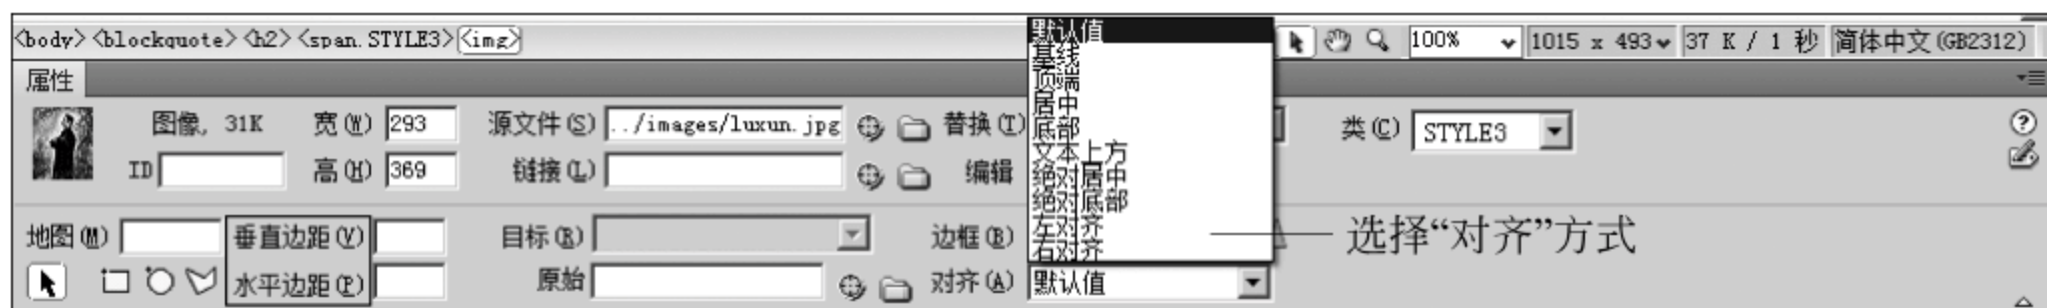 <body> <blockquote> <h2> <span.STYLE3> <img> 100% 1015 x 493 37 K / 1 秒 简体中文(GB2312)
属性
图像, 31K 宽(W) 293 源文件(S) ../images/luxun.jpg 替换(T) 类(C) STYLE3
ID 高(H) 369 链接(L) 编辑
地图(M) 垂直边距(V) 目标(R) 边框(B)
水平边距(P) 原始 对齐(A) 默认值
默认值
基线
顶端
居中
底部
文本上方
绝对居中
绝对底部
左对齐
右对齐
选择“对齐”方式